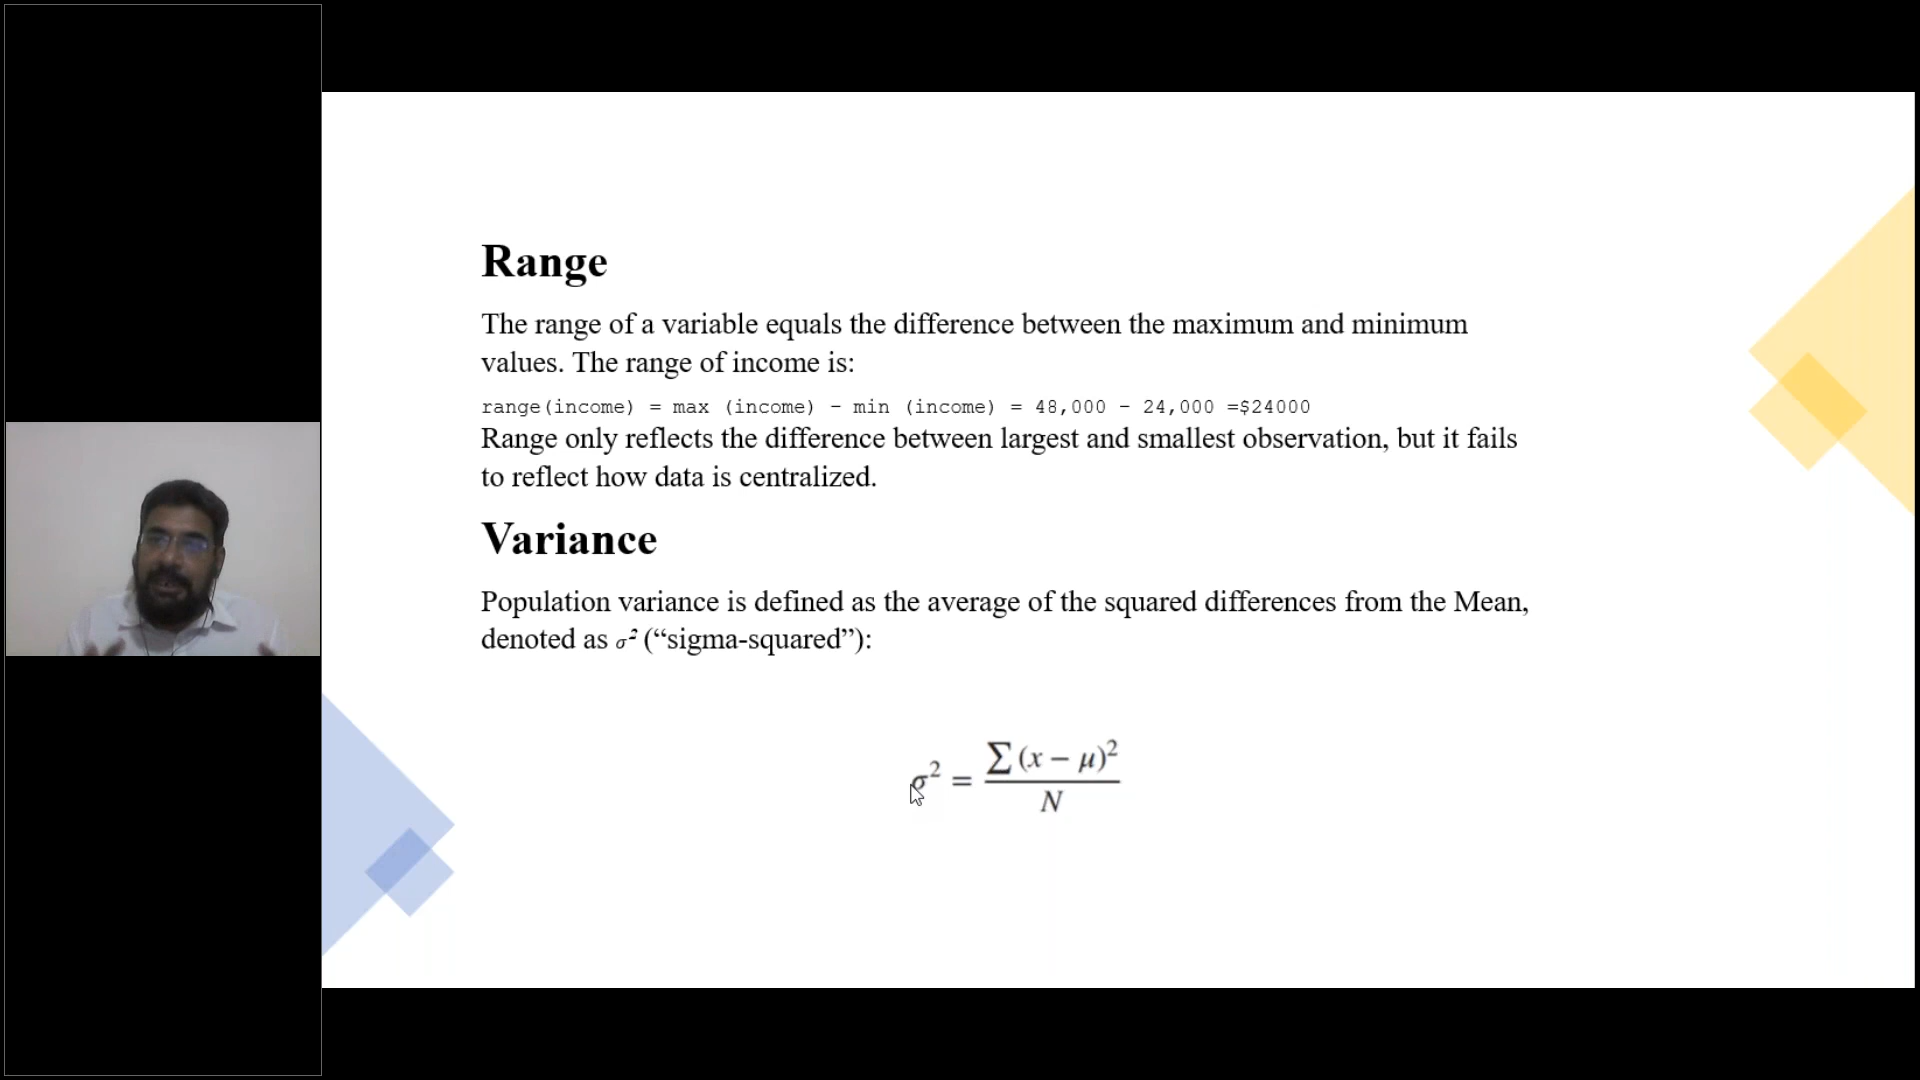 Range
The range of a variable equals the difference between the maximum and minimum
values. The range of income is:
range(income) = max (income) - min (income) = 48,000 - 24,000 =$24000
Range only reflects the difference between largest and smallest observation, but it fails
to reflect how data is centralized.
Variance
Population variance is defined as the average of the squared differences from the Mean,
denoted as σ² (“sigma-squared”):
σ² = ∑(x − μ)² / N